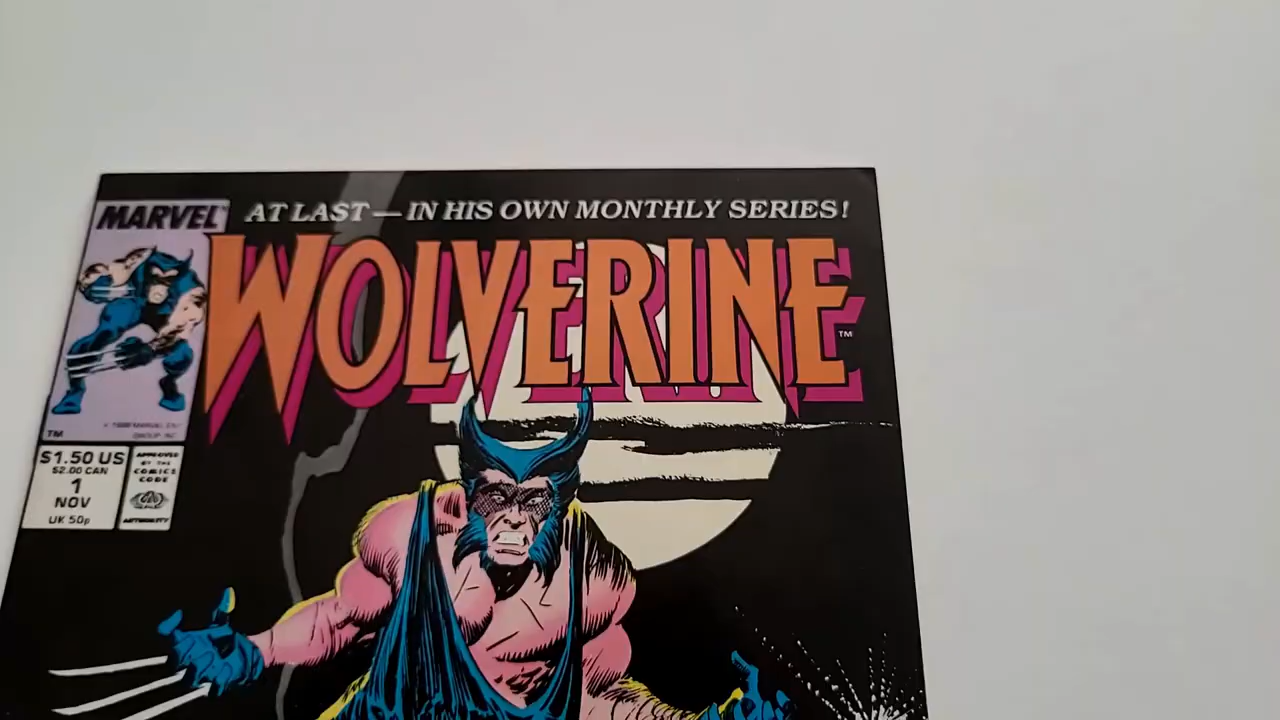 AT LAST — IN HIS OWN MONTHLY SERIES!
MARVEL
WOLVERINE™
TM
$1.50 US
$2.00 CAN
1
NOV
UK 50p
APPROVED
BY THE
COMICS
CODE
AUTHORITY